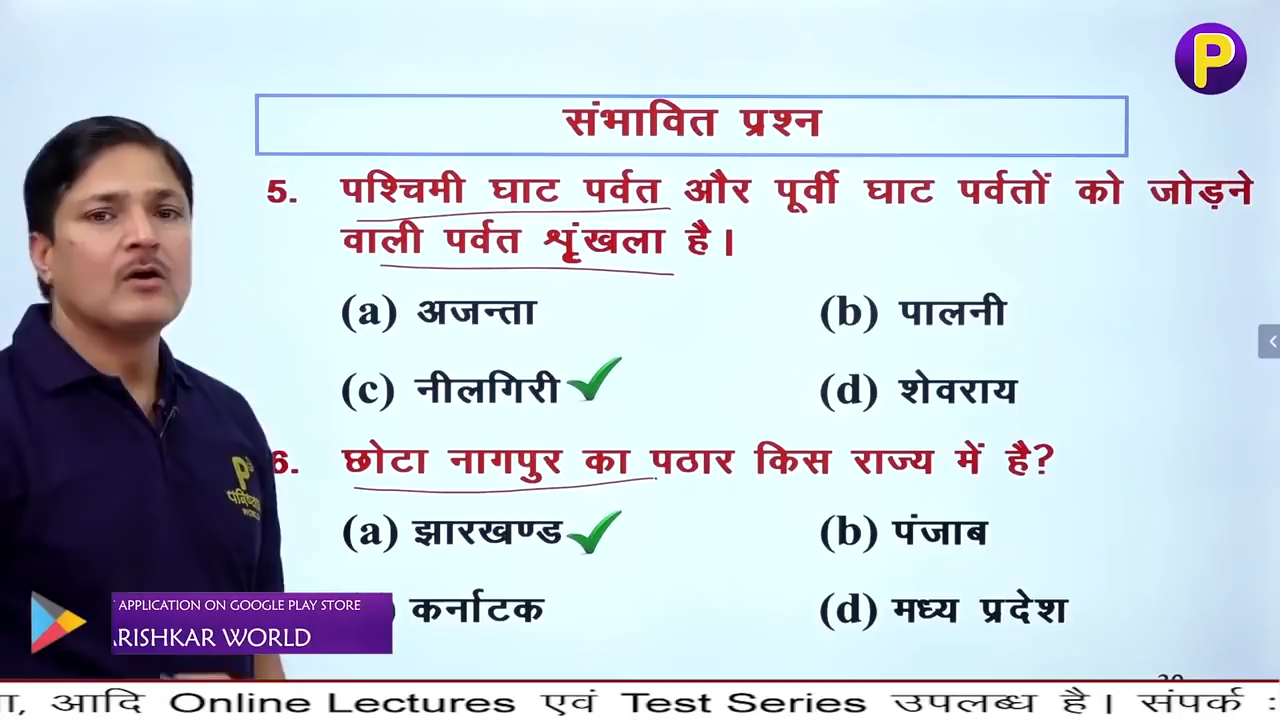 P
संभावित प्रश्न
5. पश्चिमी घाट पर्वत और पूर्वी घाट पर्वतों को जोड़ने
वाली पर्वत श्रृंखला है।
(a) अजन्ता (b) पालनी
(c) नीलगिरी (d) शेवराय
6. छोटा नागपुर का पठार किस राज्य में है?
(a) झारखण्ड (b) पंजाब
) कर्नाटक (d) मध्य प्रदेश
APPLICATION ON GOOGLE PLAY STORE
ARISHKAR WORLD
आदि Online Lectures एवं Test Series उपलब्ध है। संपर्क :